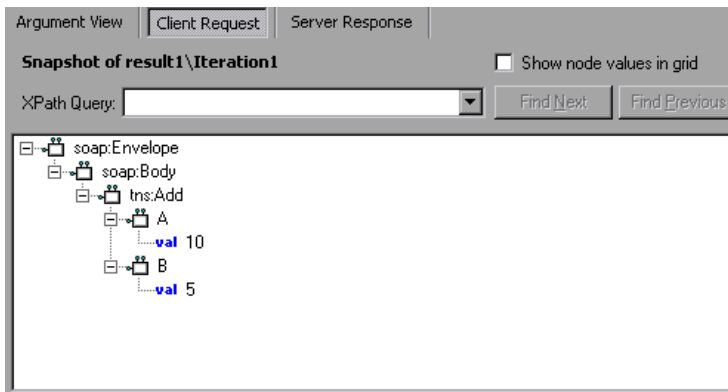 Argument View Client Request Server Response
Snapshot of result1\Iteration1 Show node values in grid
XPath Query: Find Next Find Previous
soap:Envelope
soap:Body
tns:Add
A
val 10
B
val 5